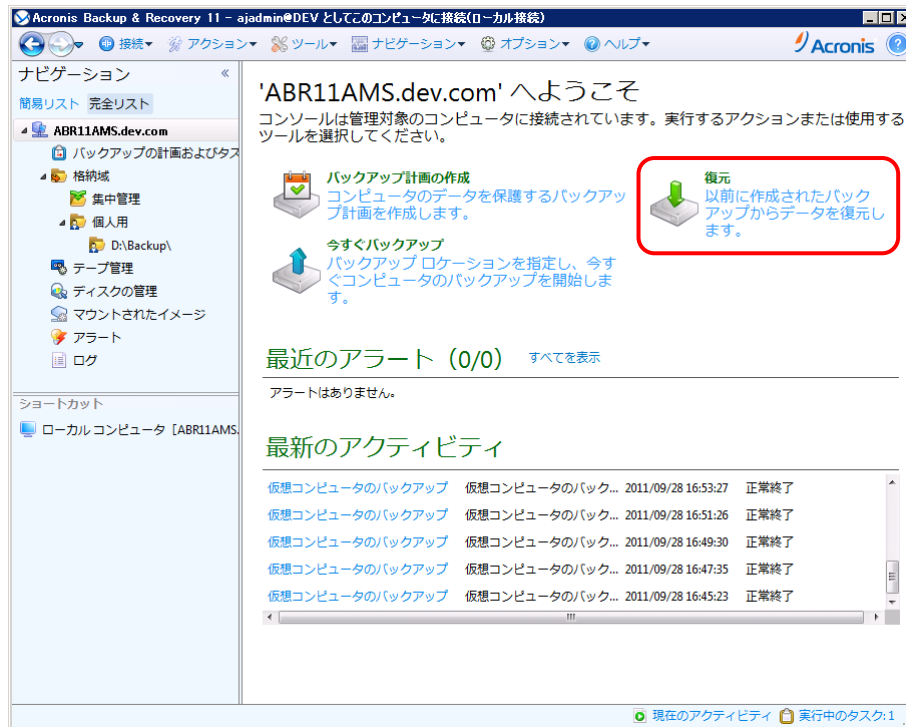 Acronis Backup & Recovery 11 - ajadmin@DEV としてこのコンピュータに接続(ローカル接続)
接続▾ アクション▾ ツール▾ ナビゲーション▾ オプション▾ ヘルプ▾ Acronis
ナビゲーション «
簡易リスト 完全リスト
ABR11AMS.dev.com
バックアップの計画およびタス
格納域
集中管理
個人用
D:\Backup\
テープ管理
ディスクの管理
マウントされたイメージ
アラート
ログ
ショートカット
ローカル コンピュータ [ABR11AMS.
'ABR11AMS.dev.com' へようこそ
コンソールは管理対象のコンピュータに接続されています。実行するアクションまたは使用する
ツールを選択してください。
バックアップ計画の作成
コンピュータのデータを保護するバックアッ
プ計画を作成します。
復元
以前に作成されたバック
アップからデータを復元し
ます。
今すぐバックアップ
バックアップ ロケーションを指定し、今す
ぐコンピュータのバックアップを開始しま
す。
最近のアラート (0/0) すべてを表示
アラートはありません。
最新のアクティビティ
仮想コンピュータのバックアップ 仮想コンピュータのバック... 2011/09/28 16:53:27 正常終了
仮想コンピュータのバックアップ 仮想コンピュータのバック... 2011/09/28 16:51:26 正常終了
仮想コンピュータのバックアップ 仮想コンピュータのバック... 2011/09/28 16:49:30 正常終了
仮想コンピュータのバックアップ 仮想コンピュータのバック... 2011/09/28 16:47:35 正常終了
仮想コンピュータのバックアップ 仮想コンピュータのバック... 2011/09/28 16:45:23 正常終了
現在のアクティビティ 実行中のタスク:1